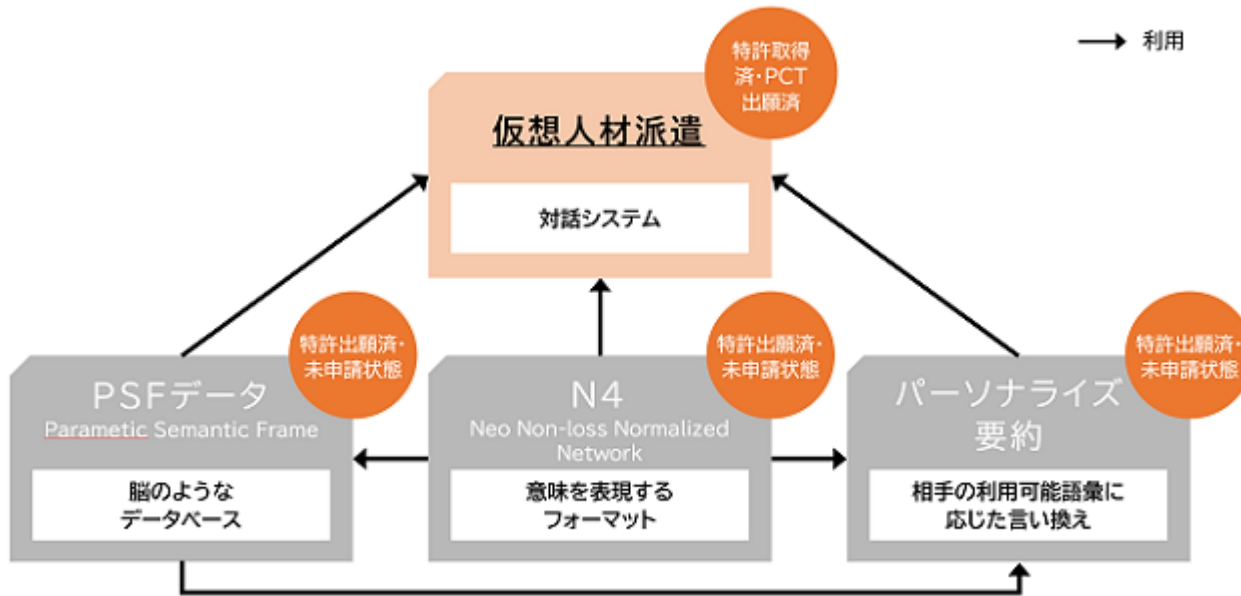 利用
特許取得
済・PCT
出願済
仮想人材派遣
対話システム
特許出願済・
未申請状態
PSFデータ
Parametic Semantic Frame
脳のような
データベース
特許出願済・
未申請状態
N4
Neo Non-loss Normalized
Network
意味を表現する
フォーマット
特許出願済・
未申請状態
パーソナライズ
要約
相手の利用可能語彙に
応じた言い換え